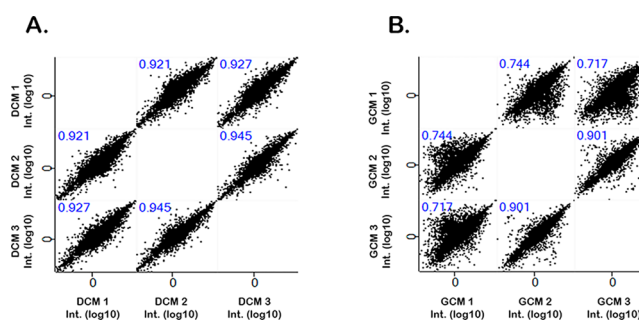 A.
B.
0.921
0.927
0.744
0.717
DCM 1
Int. (log10)
0
GCM 1
Int. (log10)
0
0.921
0.945
0.744
0.901
DCM 2
Int. (log10)
0
GCM 2
Int. (log10)
0
0.927
0.945
0.717
0.901
DCM 3
Int. (log10)
0
GCM 3
Int. (log10)
0
0 0 0
0 0 0
DCM 1 DCM 2 DCM 3
Int. (log10) Int. (log10) Int. (log10)
GCM 1 GCM 2 GCM 3
Int. (log10) Int. (log10) Int. (log10)